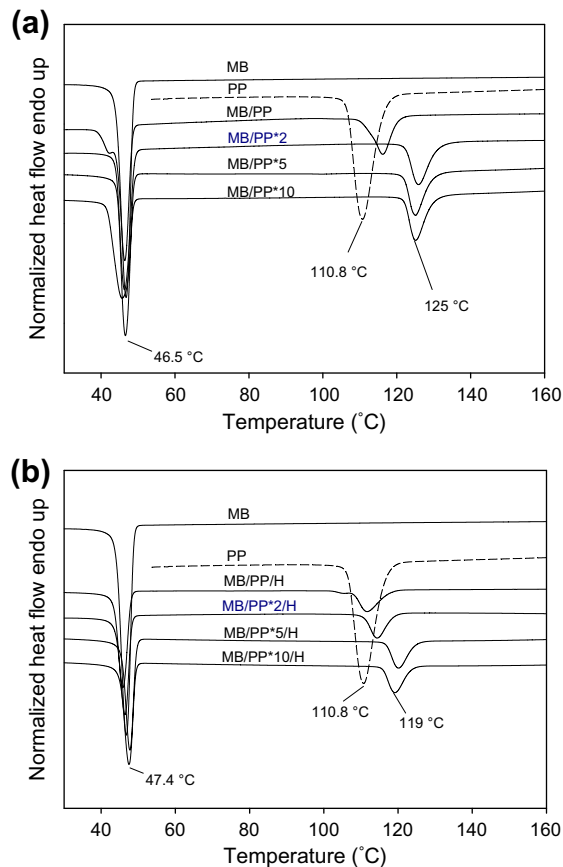 (a)
Normalized heat flow endo up
MB
PP
MB/PP
MB/PP*2
MB/PP*5
MB/PP*10
110.8 °C
125 °C
46.5 °C
40 60 80 100 120 140 160
Temperature (°C)
(b)
Normalized heat flow endo up
MB
PP
MB/PP/H
MB/PP*2/H
MB/PP*5/H
MB/PP*10/H
110.8 °C
119 °C
47.4 °C
40 60 80 100 120 140 160
Temperature (°C)